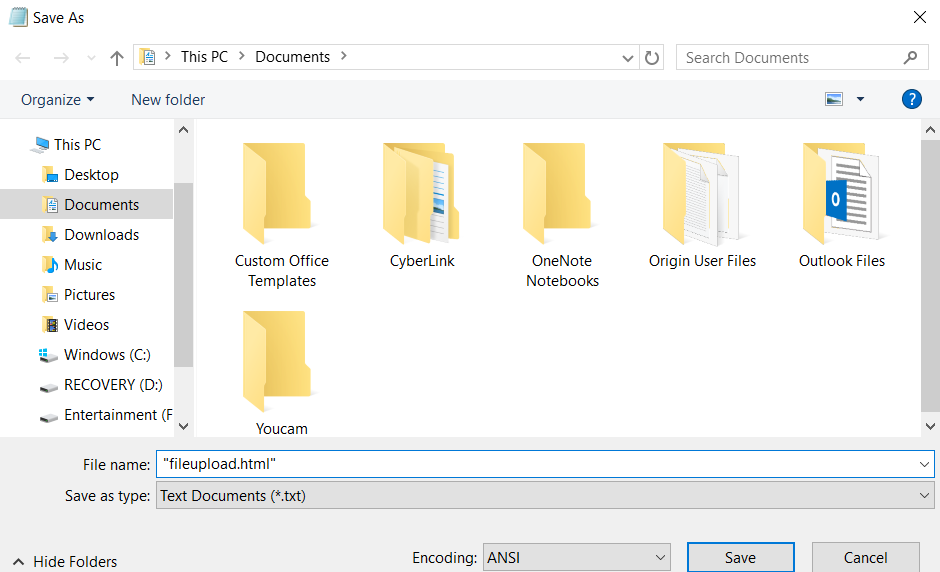 Save As
This PC
Documents
Search Documents
Organize
New folder
?
This PC
Desktop
Documents
Downloads
Music
Pictures
Videos
Windows (C:)
RECOVERY (D:)
Entertainment (F
Custom Office
Templates
CyberLink
OneNote
Notebooks
Origin User Files
Outlook Files
Youcam
File name: "fileupload.html"
Save as type: Text Documents (*.txt)
Hide Folders
Encoding: ANSI
Save
Cancel